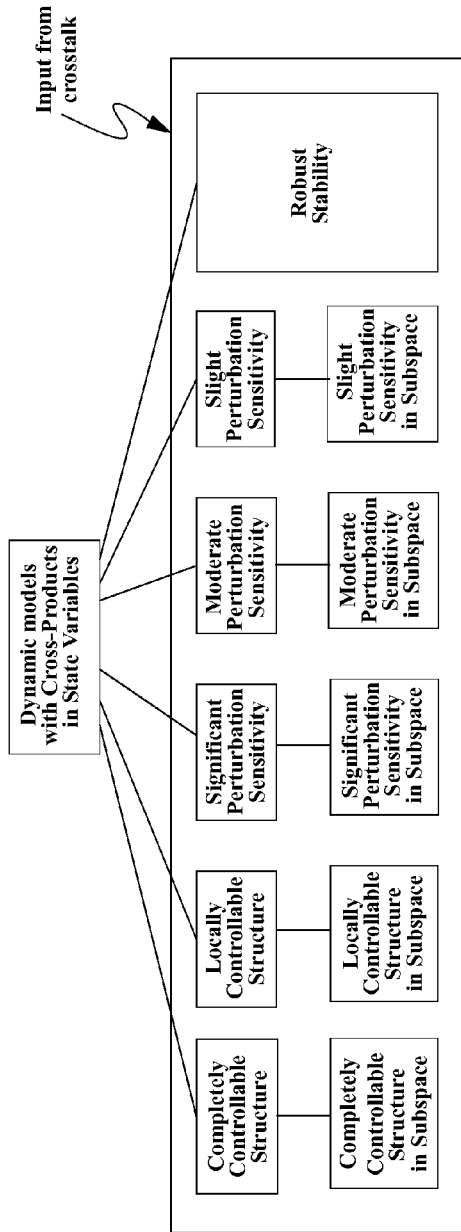 Input from
crosstalk
Dynamic models
with Cross-Products
in State Variables
Completely
Controllable
Structure
Locally
Controllable
Structure
Significant
Perturbation
Sensitivity
Moderate
Perturbation
Sensitivity
Slight
Perturbation
Sensitivity
Robust
Stability
Completely
Controllable
Structure
in Subspace
Locally
Controllable
Structure
in Subspace
Significant
Perturbation
Sensitivity
in Subspace
Moderate
Perturbation
Sensitivity
in Subspace
Slight
Perturbation
Sensitivity
in Subspace